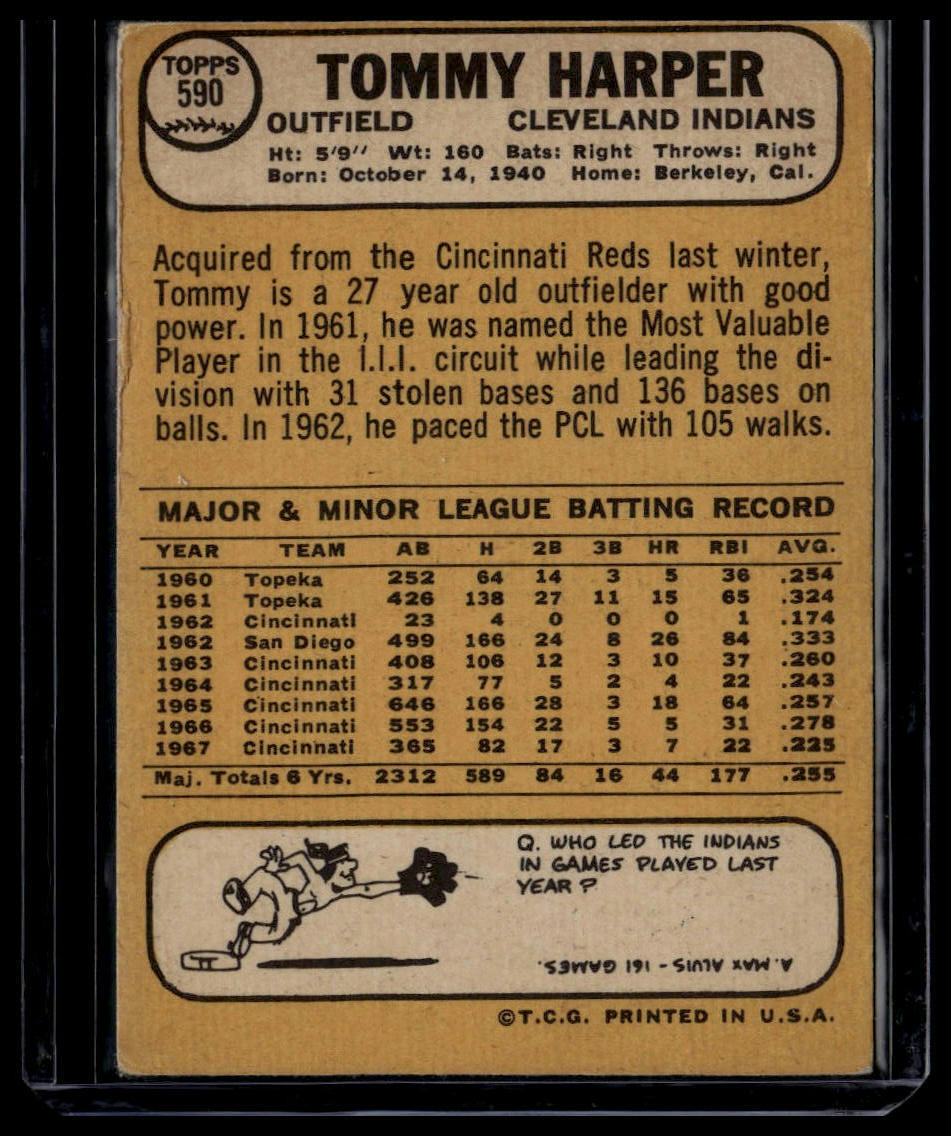 TOPPS
590
TOMMY HARPER
OUTFIELD CLEVELAND INDIANS
Ht: 5'9" Wt: 160 Bats: Right Throws: Right
Born: October 14, 1940 Home: Berkeley, Cal.
Acquired from the Cincinnati Reds last winter,
Tommy is a 27 year old outfielder with good
power. In 1961, he was named the Most Valuable
Player in the I.I.I. circuit while leading the di-
vision with 31 stolen bases and 136 bases on
balls. In 1962, he paced the PCL with 105 walks.
MAJOR & MINOR LEAGUE BATTING RECORD
YEAR TEAM AB H 2B 3B HR RBI AVG.
1960 Topeka 252 64 14 3 5 36 .254
1961 Topeka 426 138 27 11 15 65 .324
1962 Cincinnati 23 4 0 0 0 1 .174
1962 San Diego 499 166 24 8 26 84 .333
1963 Cincinnati 408 106 12 3 10 37 .260
1964 Cincinnati 317 77 5 2 4 22 .243
1965 Cincinnati 646 166 28 3 18 64 .257
1966 Cincinnati 553 154 22 5 5 31 .278
1967 Cincinnati 365 82 17 3 7 22 .225
Maj. Totals 6 Yrs. 2312 589 84 16 44 177 .255
Q. WHO LED THE INDIANS
IN GAMES PLAYED LAST
YEAR?
A. MAX ALVIS - 161 GAMES.
©T.C.G. PRINTED IN U.S.A.